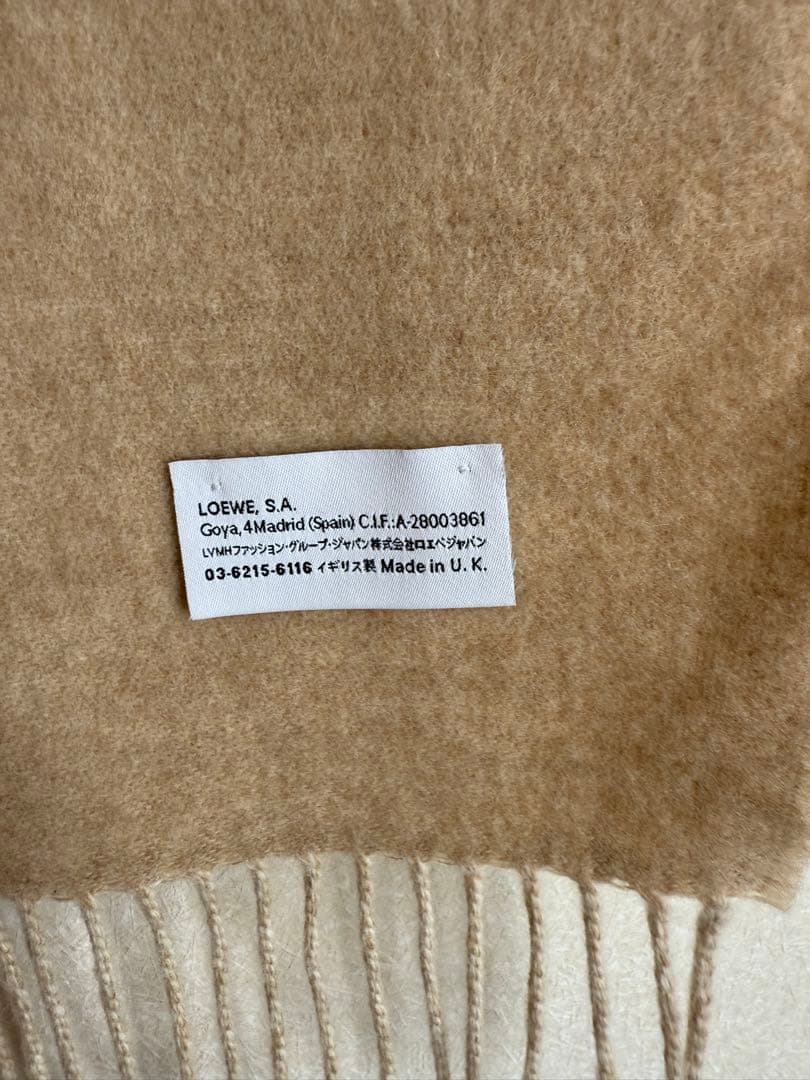 LOEWE, S.A.
Goya, 4 Madrid (Spain) C.I.F.:A-28003861
LVMHファッション・グループ・ジャパン株式会社ロエベジャパン
03-6215-6116 イギリス製 Made in U. K.